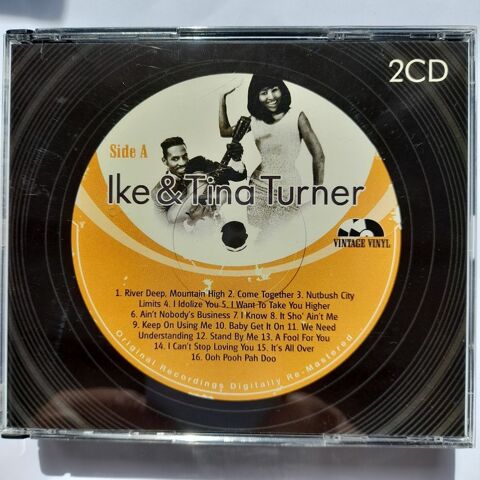 2CD
Side A
Ike & Tina Turner
VINTAGE VINYL
1. River Deep, Mountain High 2. Come Together 3. Nutbush City
Limits 4. I Idolize You 5. I Want To Take You Higher
6. Ain't Nobody's Business 7. I Know 8. It Sho' Ain't Me
9. Keep On Using Me 10. Baby Get It On 11. We Need
Understanding 12. Stand By Me 13. A Fool For You
14. I Can't Stop Loving You 15. It's All Over
16. Ooh Pooh Pah Doo
Original Recordings Digitally Re-Mastered